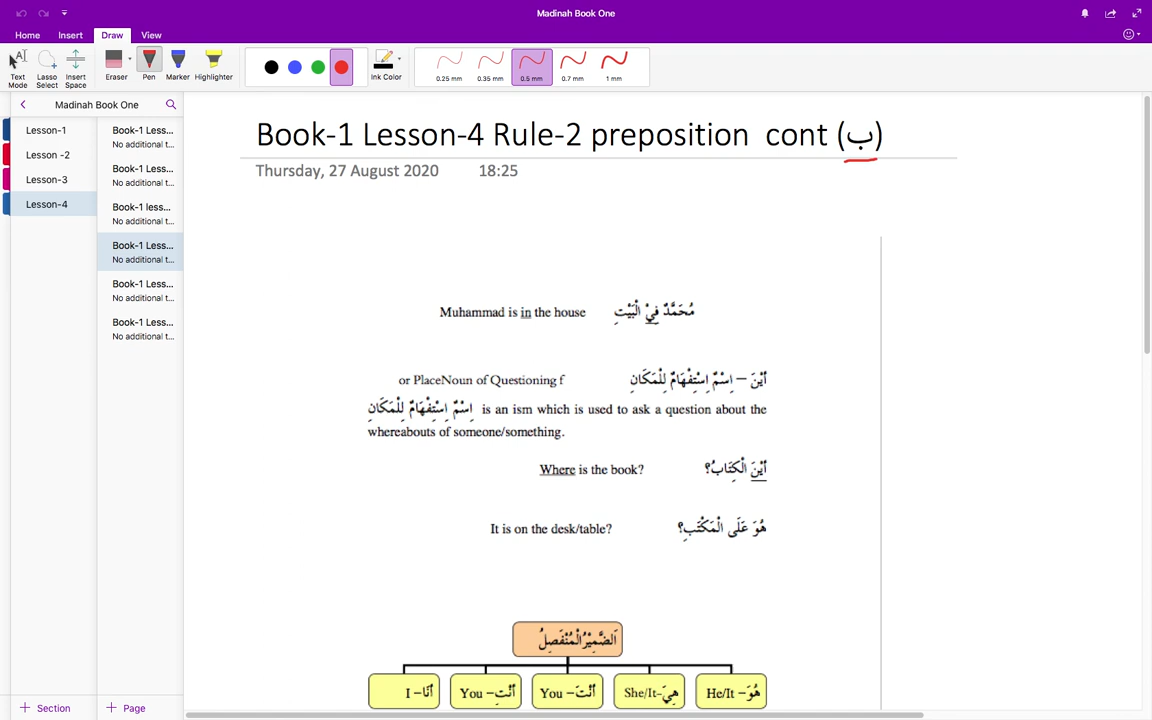 Madinah Book One
Home Insert Draw View
Text Mode
Lasso Select
Insert Space
Eraser
Pen
Marker
Highlighter
Ink Color
0.25 mm
0.35 mm
0.5 mm
0.7 mm
1 mm
Madinah Book One
Lesson-1
Lesson -2
Lesson-3
Lesson-4
Book-1 Less...
No additional t...
Book-1 Less...
No additional t...
Book-1 less...
No additional t...
Book-1 Less...
No additional t...
Book-1 Less...
No additional t...
Book-1 Less...
No additional t...
+ Section
+ Page
Book-1 Lesson-4 Rule-2 preposition cont (ب)
Thursday, 27 August 2020 18:25
Muhammad is in the house مُحَمَّدٌ فِيْ الْبَيْتِ
or PlaceNoun of Questioning f أَيْنَ – اِسْمٌ اِسْتِفْهَامٌ لِلْمَكَانِ
اِسْمٌ اِسْتِفْهَامٌ لِلْمَكَانِ is an ism which is used to ask a question about the
whereabouts of someone/something.
Where is the book? أَيْنَ الْكِتَابُ؟
It is on the desk/table? هُوَ عَلَى الْمَكْتَبِ؟
اَلضَّمِيْرُ الْمُنْفَصِلُ
I – أَنَا
You – أَنْتِ
You – أَنْتَ
She/It- هِيَ
He/It – هُوَ